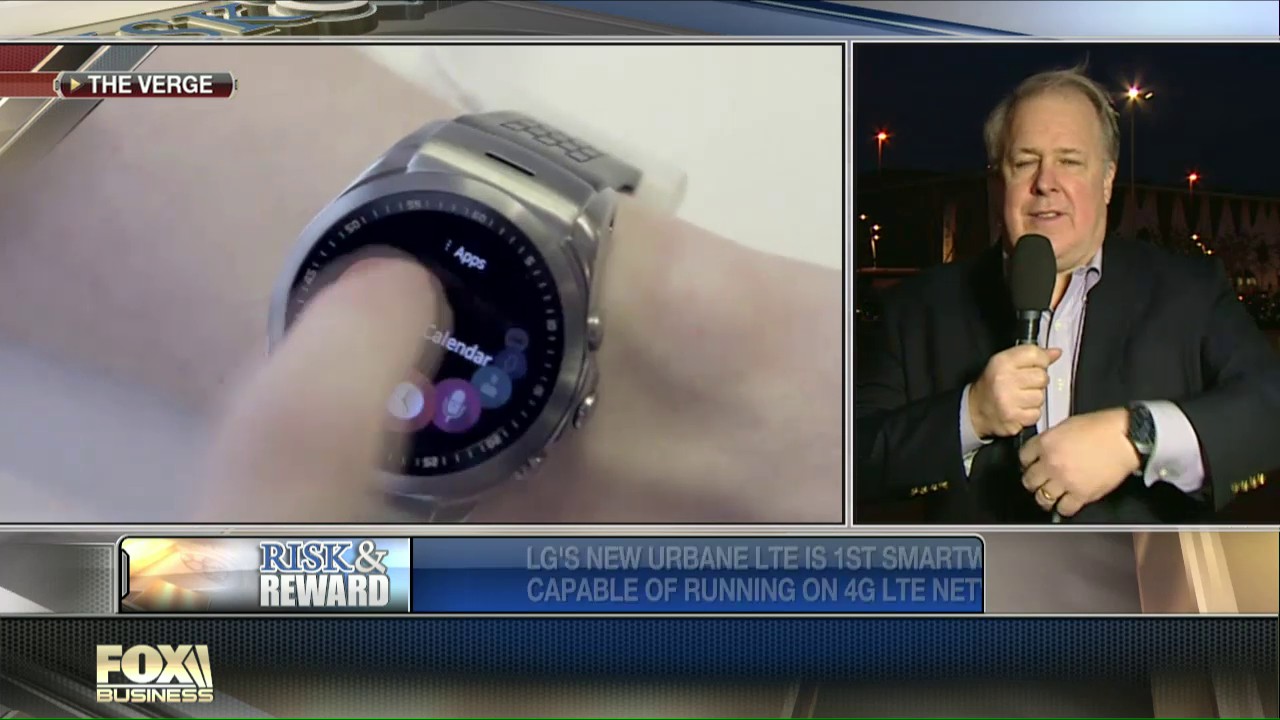 THE VERGE
Apps
Calendar
RISK&
REWARD
LG'S NEW URBANE LTE IS 1ST SMARTW
CAPABLE OF RUNNING ON 4G LTE NET
FOX
BUSINESS